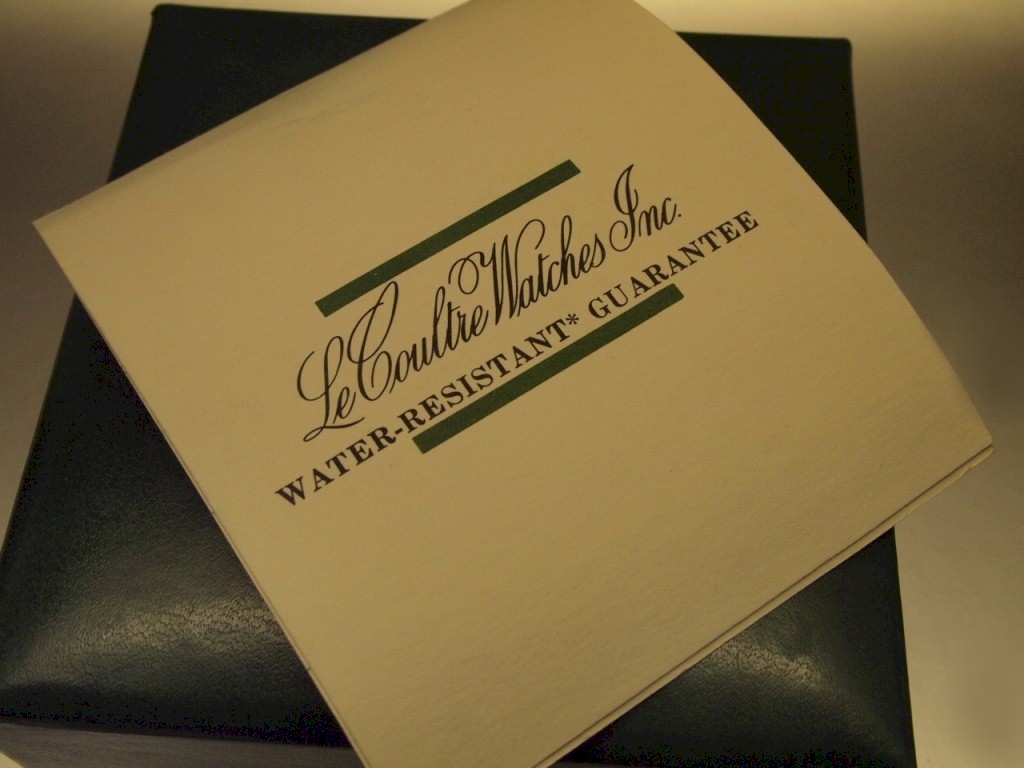 LeCoultre Watches Inc.
WATER-RESISTANT* GUARANTEE